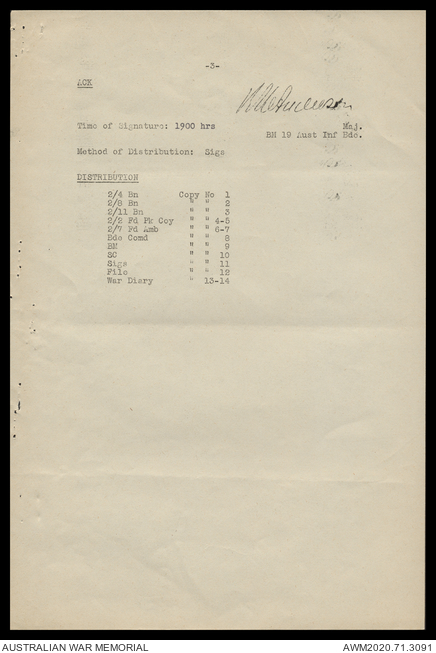 -3-
ACK
Time of Signature: 1900 hrs Maj.
BM 19 Aust Inf Bde.
Method of Distribution: Sigs
DISTRIBUTION
2/4 Bn Copy No 1
2/8 Bn " " 2
2/11 Bn " " 3
2/2 Fd Pk Coy " " 4-5
2/7 Fd Amb " " 6-7
Bde Comd " " 8
BM " " 9
SC " " 10
Sigs " " 11
File " " 12
War Diary " 13-14
AUSTRALIAN WAR MEMORIAL AWM2020.71.3091